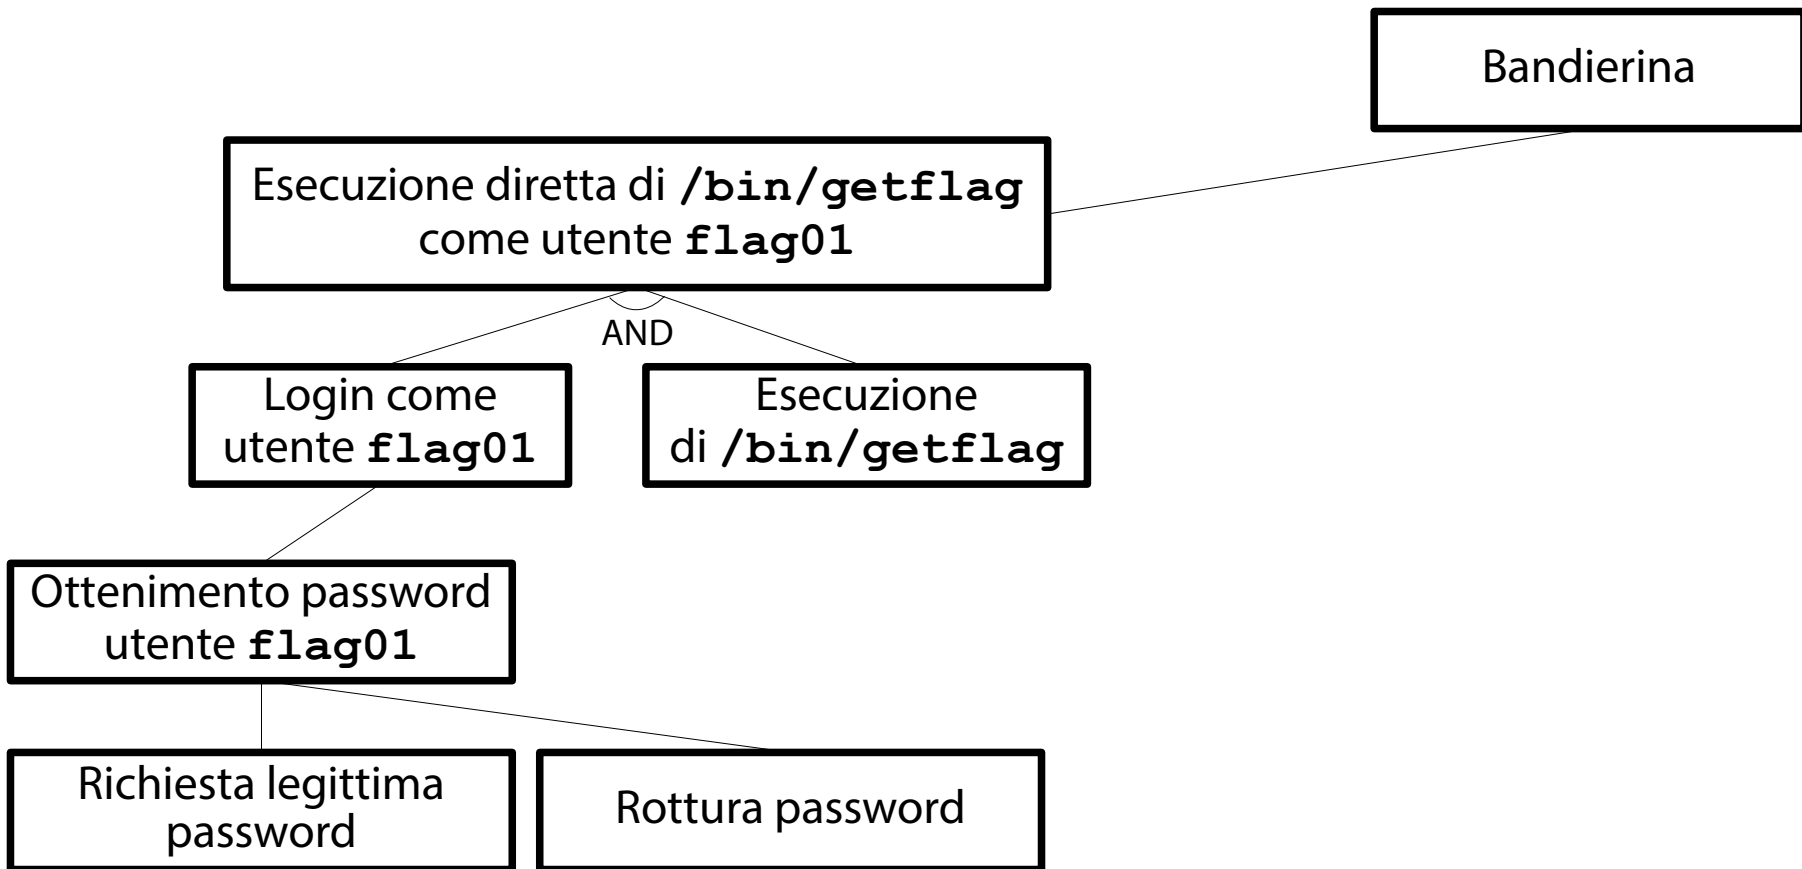 Bandierina
Esecuzione diretta di /bin/getflag
come utente flag01
AND
Login come
utente flag01
Esecuzione
di /bin/getflag
Ottenimento password
utente flag01
Richiesta legittima
password
Rottura password